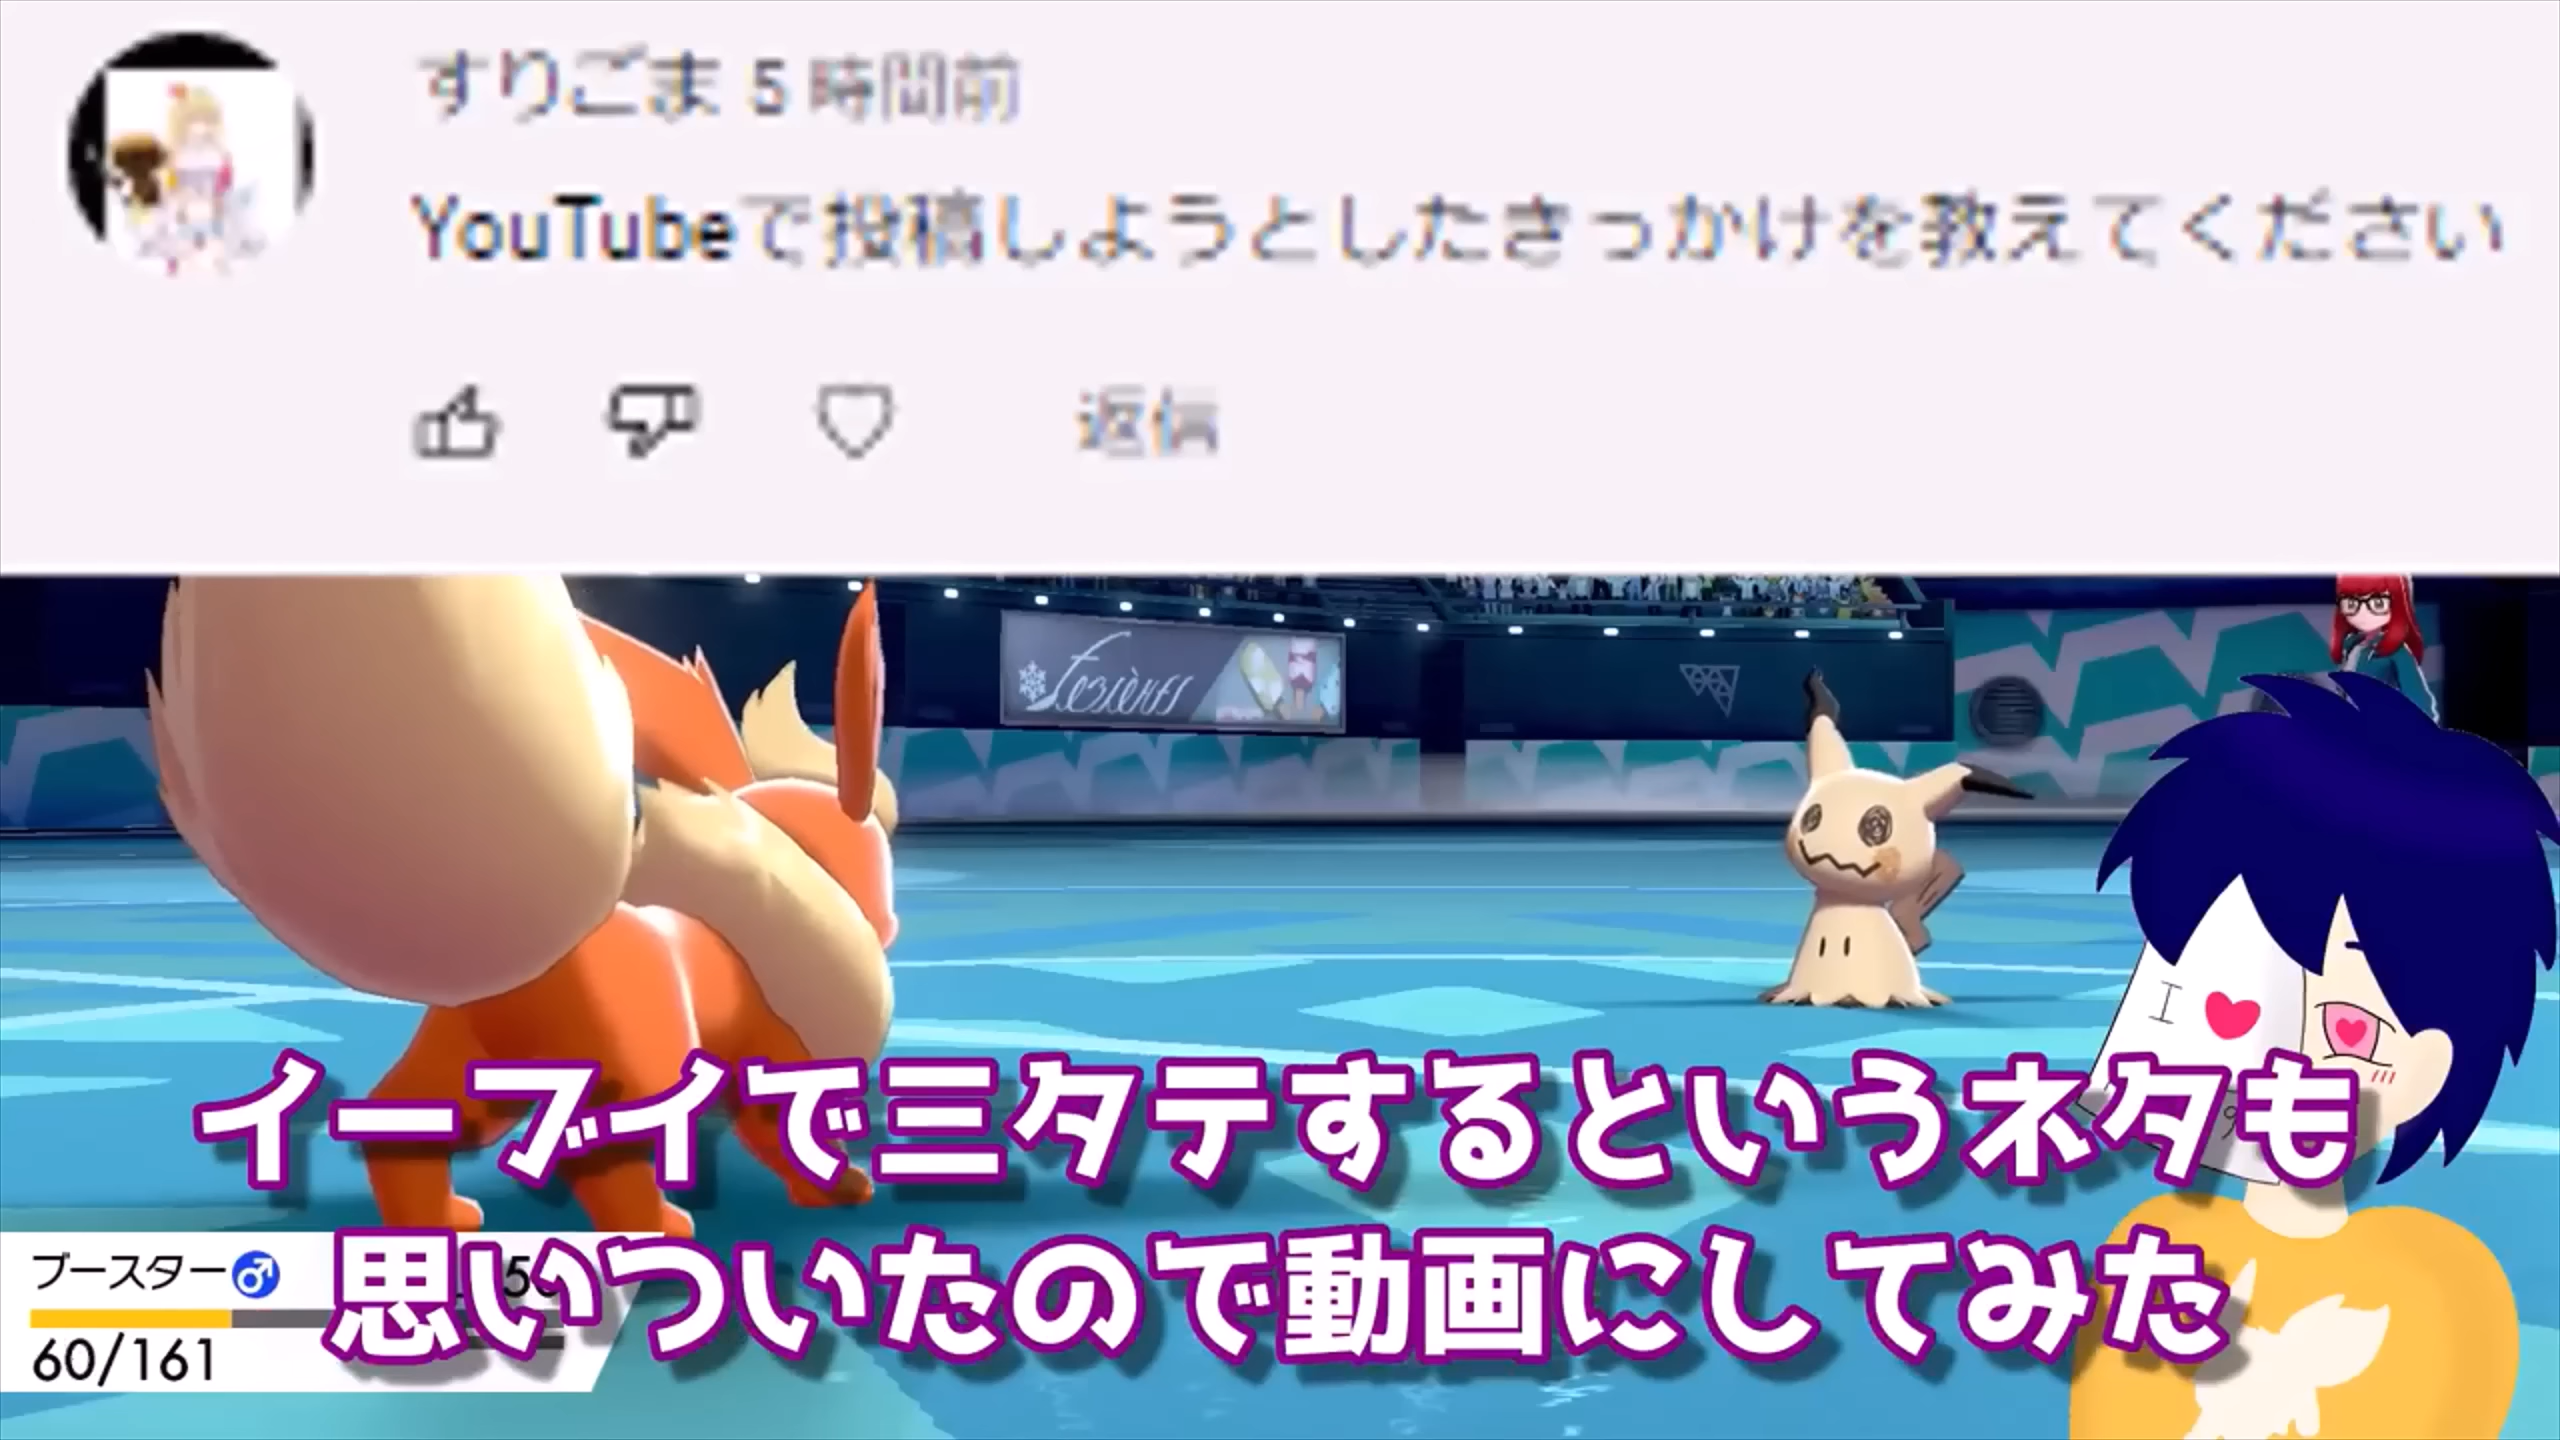 すりごま 5 時間前
YouTubeで投稿しようとしたきっかけを教えてください
返信
I
イーブイで三タテするというネタも
思いついたので動画にしてみた
ブースター♂
60/161